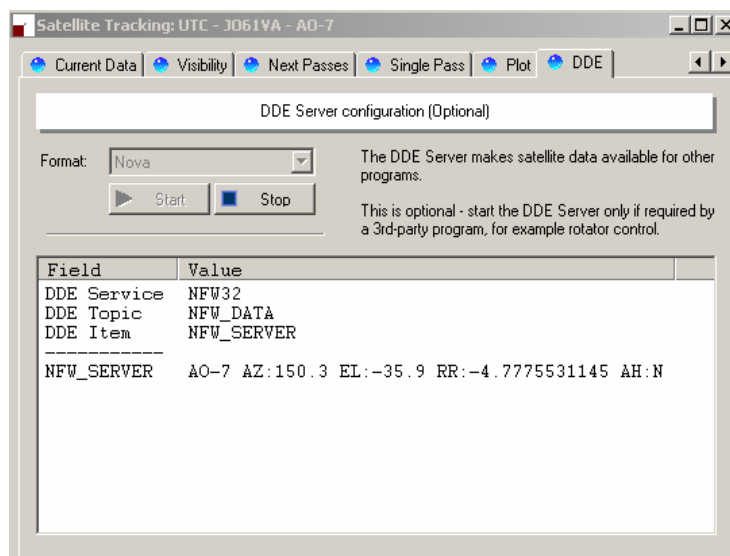 Satellite Tracking: UTC - JO61VA - AO-7
Current Data Visibility Next Passes Single Pass Plot DDE
DDE Server configuration (Optional)
Format: Nova
Start Stop
The DDE Server makes satellite data available for other
programs.
This is optional - start the DDE Server only if required by
a 3rd-party program, for example rotator control.
Field Value
DDE Service NFW32
DDE Topic NFW_DATA
DDE Item NFW_SERVER
-----------
NFW_SERVER AO-7 AZ:150.3 EL:-35.9 RR:-4.7775531145 AH:N